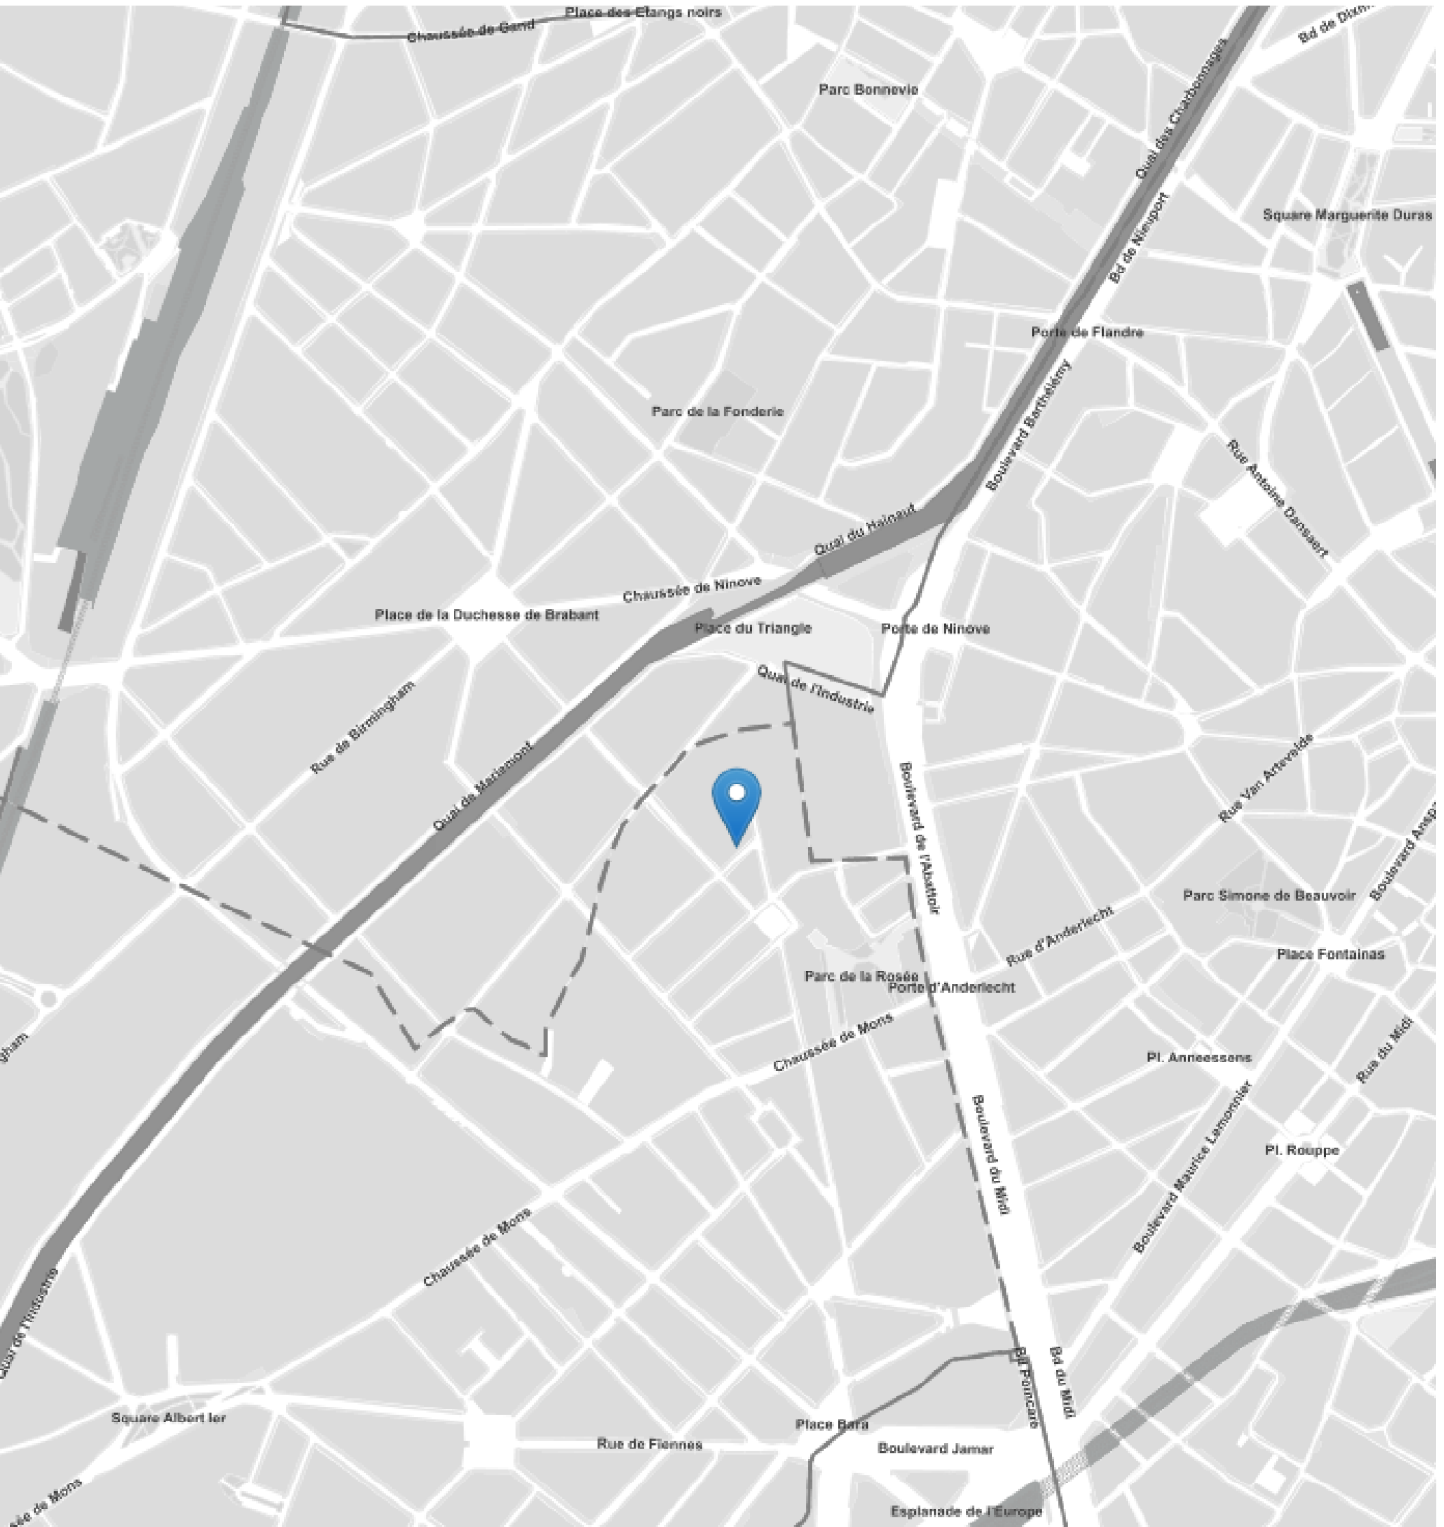 Place des Etangs noirs
Chaussée de Gand
Bd de
Parc Bonnevie
Quai des Charbonnages
Square Marguerite Duras
Bd de Nieuport
Porte de Flandre
Boulevard Barthélémy
Parc de la Fonderie
Rue Antoine Dansaert
Quai du Hainaut
Chaussée de Ninove
Place de la Duchesse de Brabant
Place du Triangle
Porte de Ninove
Quai de l'Industrie
Rue de Birmingham
Quai de Mariemont
Boulevard de l'Abattoir
Rue Van Artevelde
Boulevard Anspa
Parc Simone de Beauvoir
Rue d'Anderlecht
Place Fontainas
Parc de la Rosée
Porte d'Anderlecht
Chaussée de Mons
gham
Rue du Midi
Pl. Anneessens
Boulevard du Midi
Boulevard Maurice Lemonnier
Pl. Rouppe
Chaussée de Mons
Quai de l'Industrie
Bd Poincaré
Bd du Midi
Square Albert Ier
Place Bara
Rue de Fiennes
Boulevard Jamar
sée de Mons
Esplanade de l'Europe